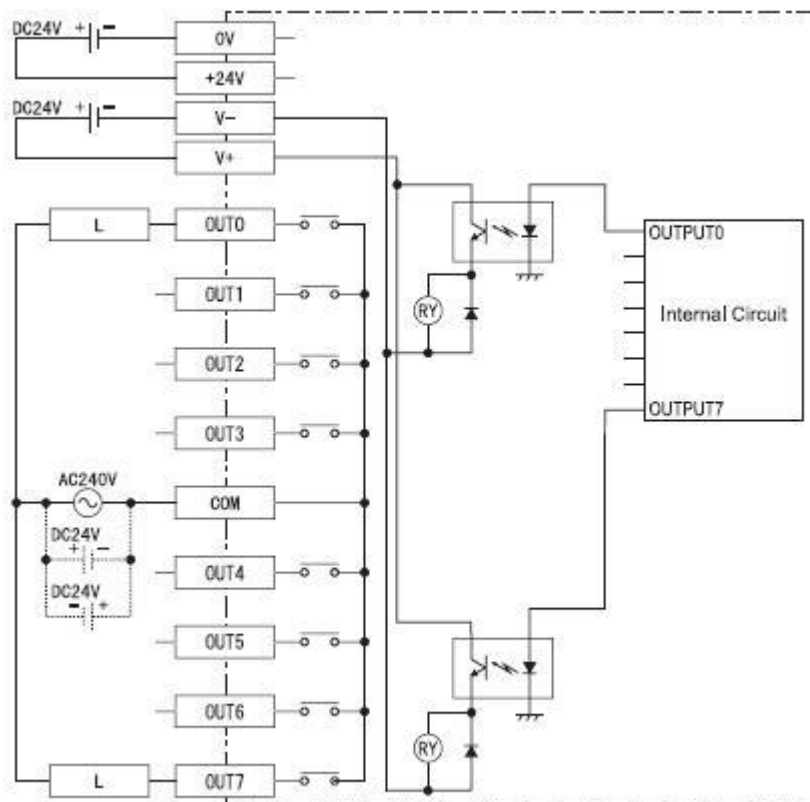 DC24V + -
0V
+24V
DC24V + -
V-
V+
L
OUT0
OUTPUT0
OUT1
RY
Internal Circuit
OUT2
OUTPUT7
OUT3
AC240V
COM
DC24V
+ -
OUT4
DC24V
- +
OUT5
OUT6
RY
L
OUT7